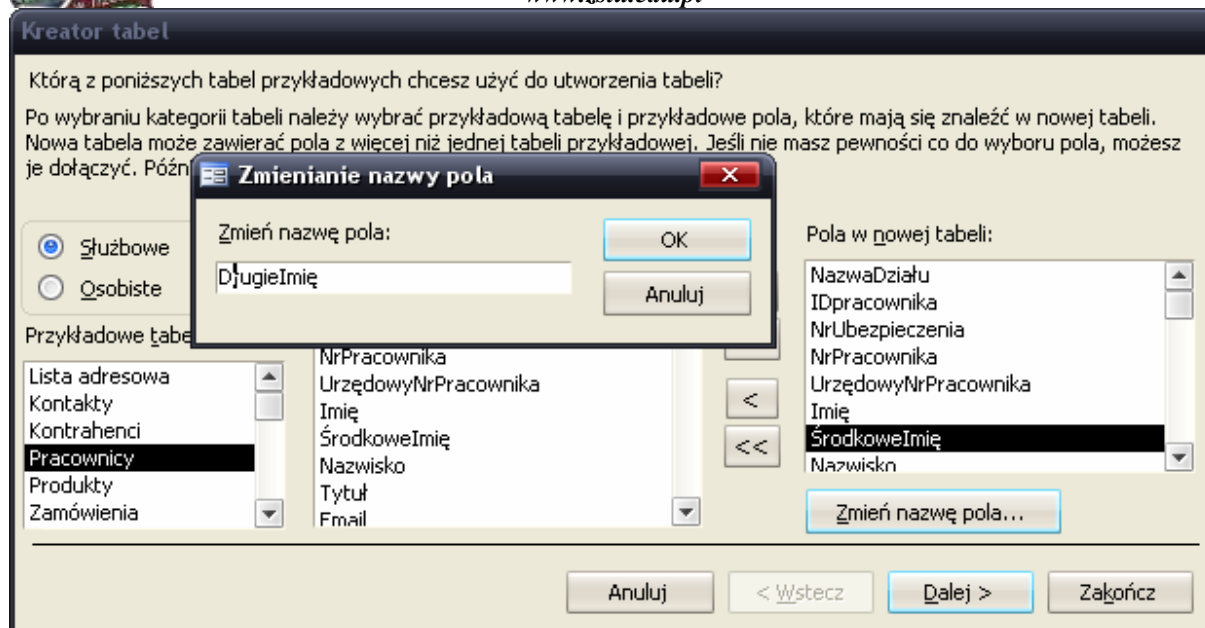 Kreator tabel
Którą z poniższych tabel przykładowych chcesz użyć do utworzenia tabeli?
Po wybraniu kategorii tabeli należy wybrać przykładową tabelę i przykładowe pola, które mają się znaleźć w nowej tabeli.
Nowa tabela może zawierać pola z więcej niż jednej tabeli przykładowej. Jeśli nie masz pewności co do wyboru pola, możesz
je dołączyć. Późn
Zmienianie nazwy pola
Zmień nazwę pola:
OK
Anuluj
Służbowe
Osobiste
Przykładowe tabe
Lista adresowa
Kontakty
Kontrahenci
Pracownicy
Produkty
Zamówienia
NrPracownika
UrzędowyNrPracownika
Imię
ŚrodkoweImię
Nazwisko
Tytuł
Email
<
<<
Pola w nowej tabeli:
NazwaDziału
IDpracownika
NrUbezpieczenia
NrPracownika
UrzędowyNrPracownika
Imię
ŚrodkoweImię
Nazwisko
Zmień nazwę pola...
Anuluj
< Wstecz
Dalej >
Zakończ